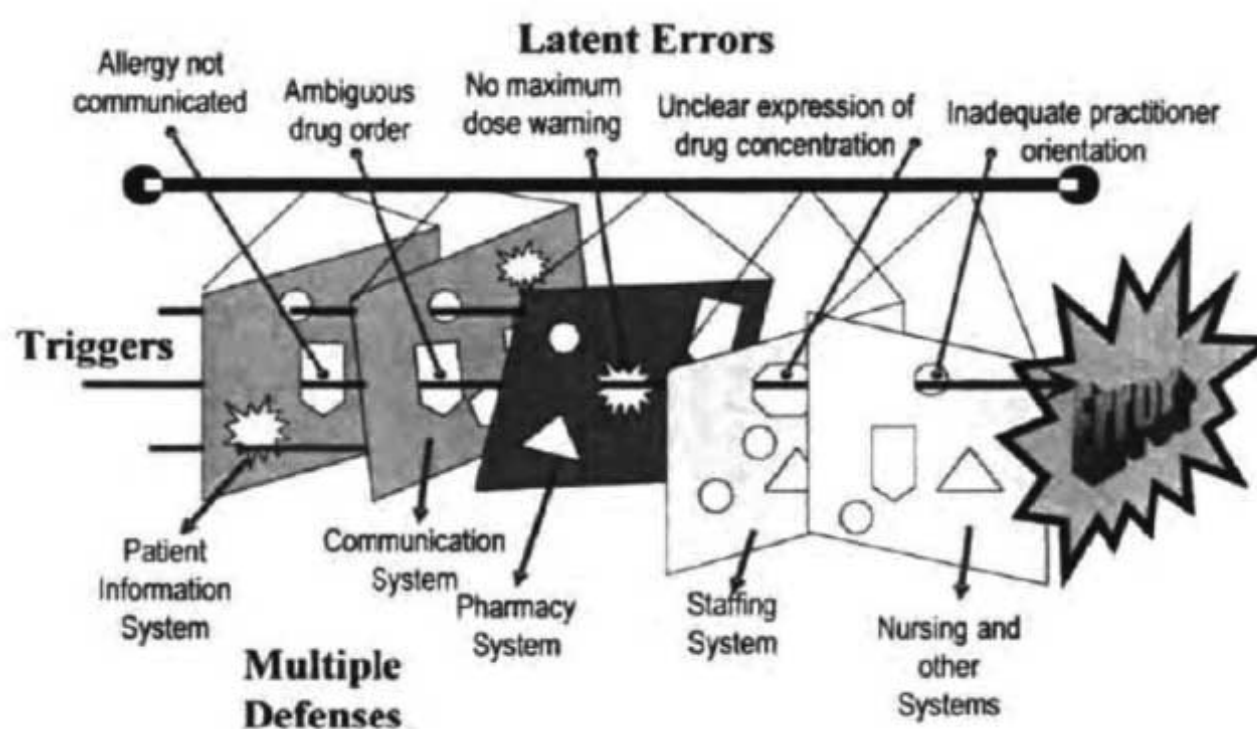 Latent Errors
Allergy not
communicated
Ambiguous
drug order
No maximum
dose warning
Unclear expression of
drug concentration
Inadequate practitioner
orientation
Triggers
Patient
Information
System
Communication
System
Pharmacy
System
Staffing
System
Nursing and
other
Systems
Multiple
Defenses